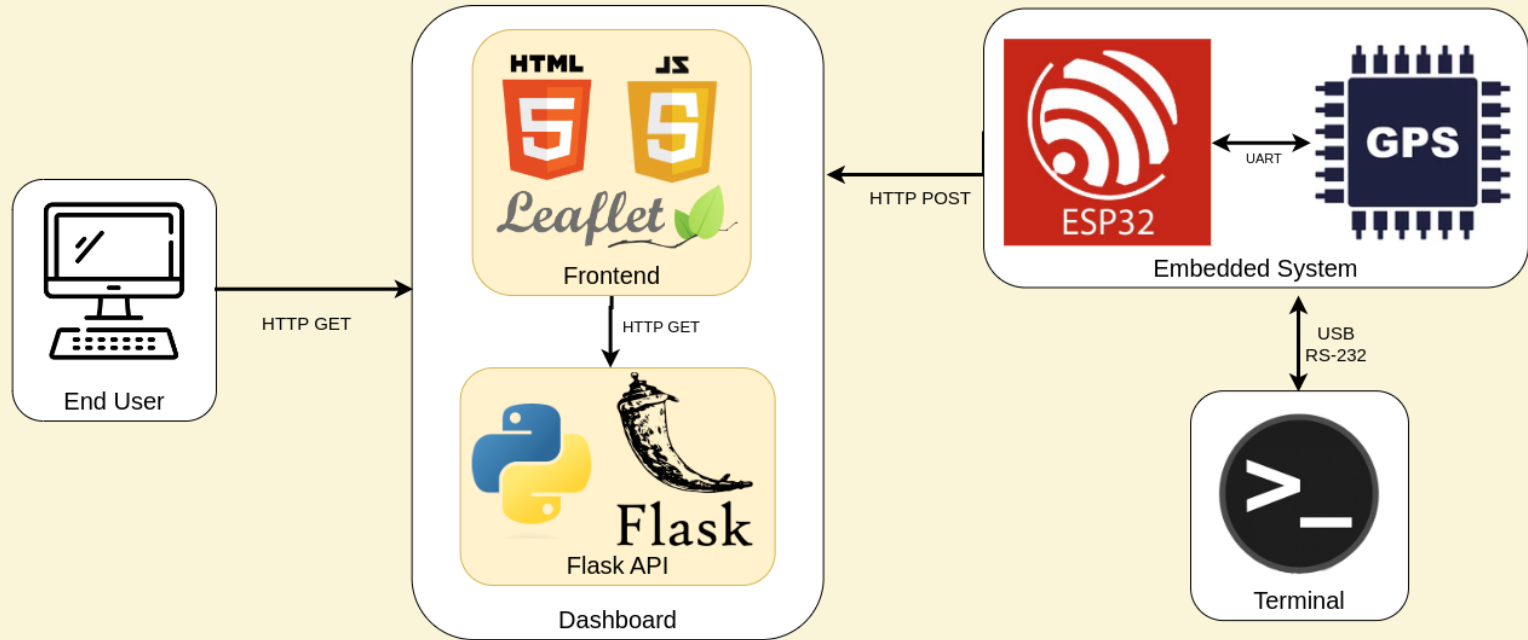 HTML
JS
5
Leaflet
Frontend
HTTP GET
Flask
Flask API
Dashboard
End User
HTTP GET
HTTP POST
ESP32
UART
GPS
Embedded System
USB
RS-232
>_
Terminal